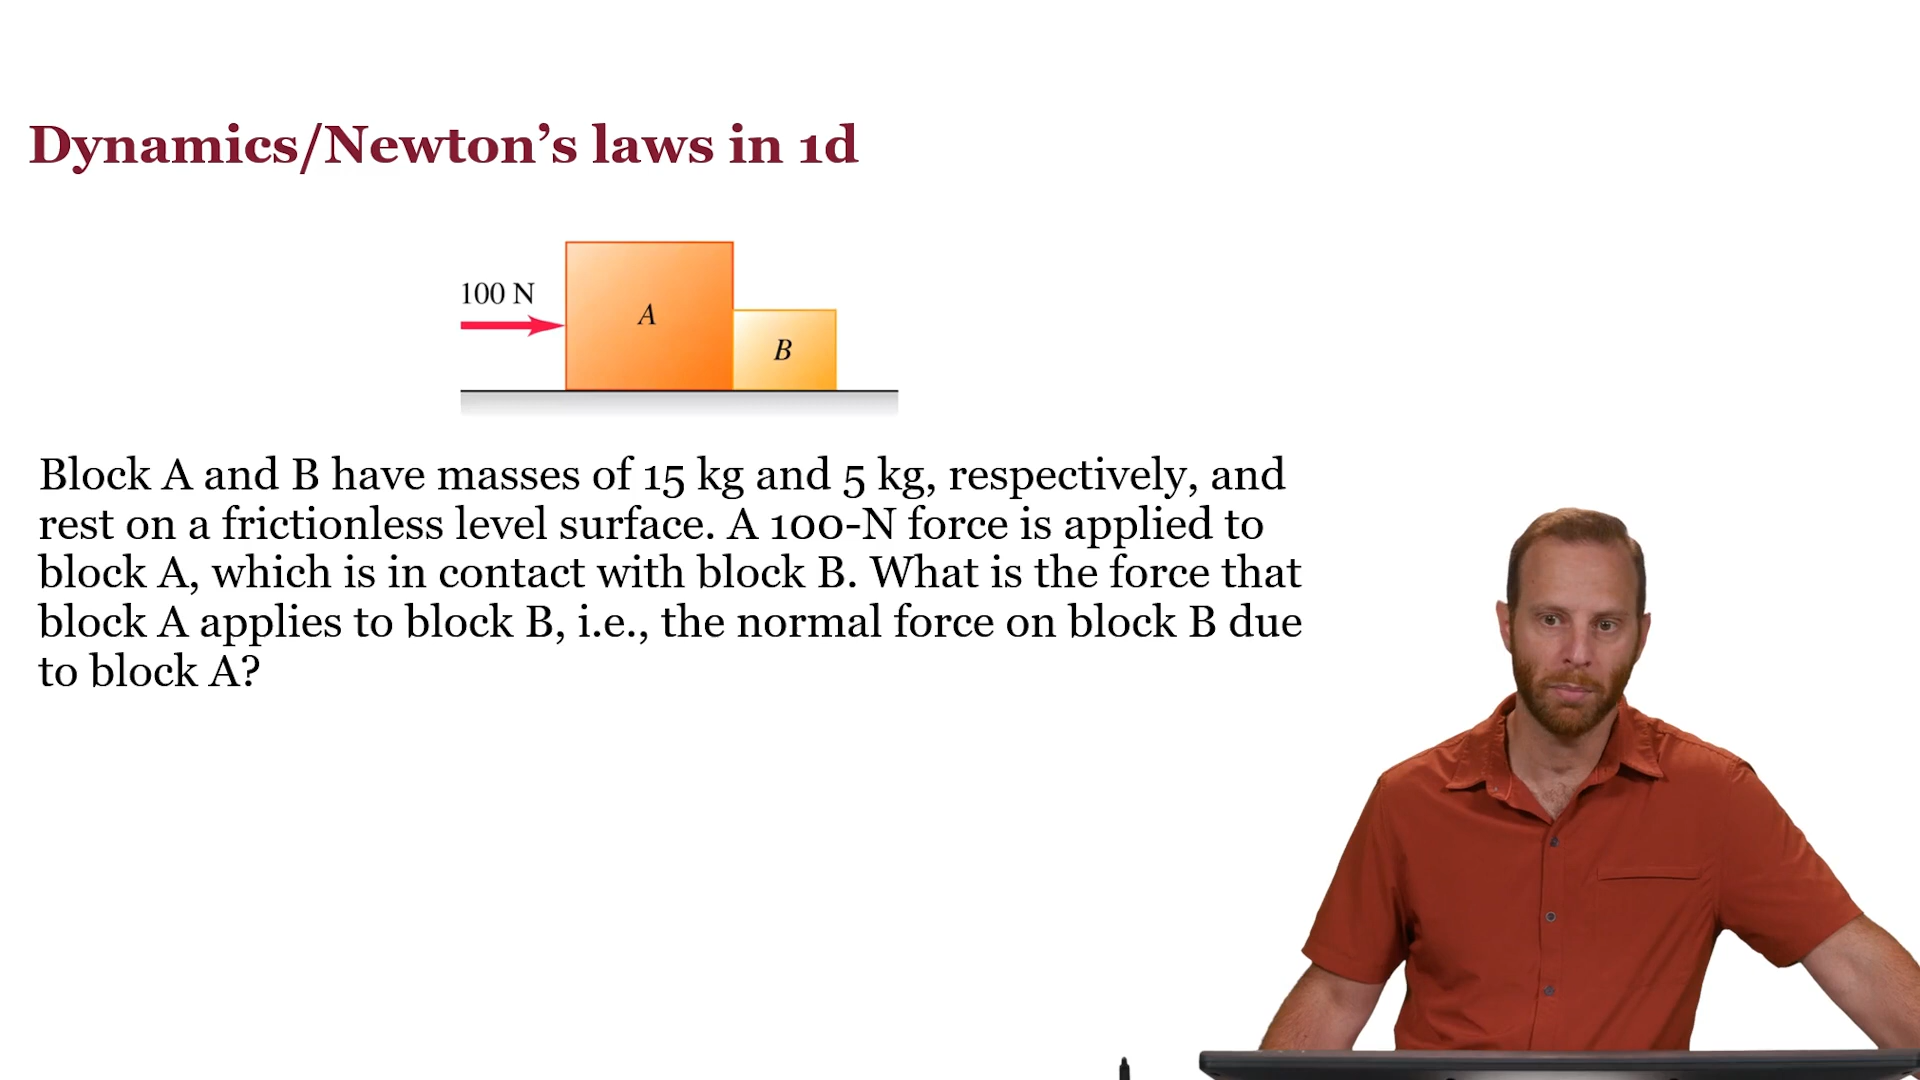 Dynamics/Newton’s laws in 1d
100 N
A
B
Block A and B have masses of 15 kg and 5 kg, respectively, and
rest on a frictionless level surface. A 100-N force is applied to
block A, which is in contact with block B. What is the force that
block A applies to block B, i.e., the normal force on block B due
to block A?